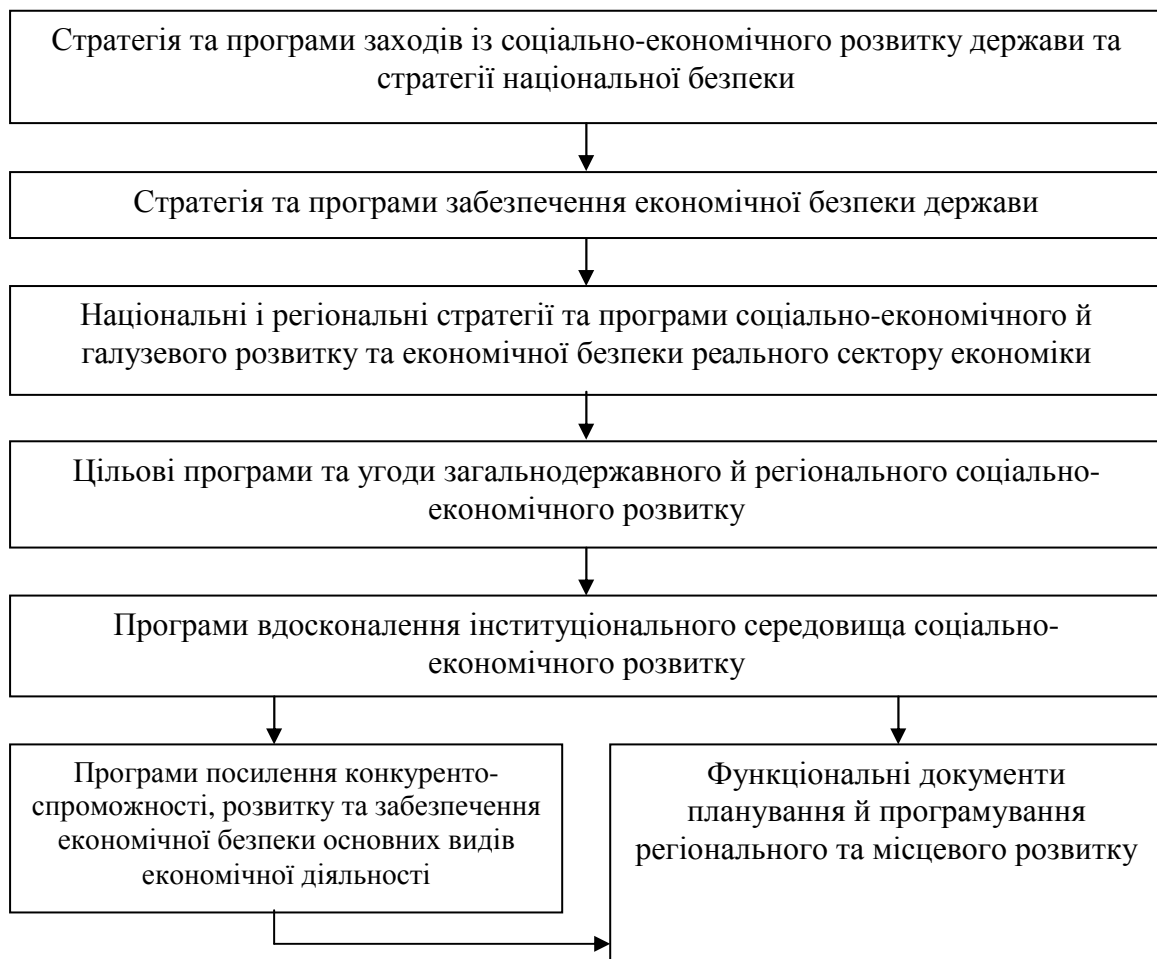 Стратегія та програми заходів із соціально-економічного розвитку держави та
стратегії національної безпеки
Стратегія та програми забезпечення економічної безпеки держави
Національні і регіональні стратегії та програми соціально-економічного й
галузевого розвитку та економічної безпеки реального сектору економіки
Цільові програми та угоди загальнодержавного й регіонального соціально-
економічного розвитку
Програми вдосконалення інституціонального середовища соціально-
економічного розвитку
Програми посилення конкуренто-
спроможності, розвитку та забезпечення
економічної безпеки основних видів
економічної діяльності
Функціональні документи
планування й програмування
регіонального та місцевого розвитку